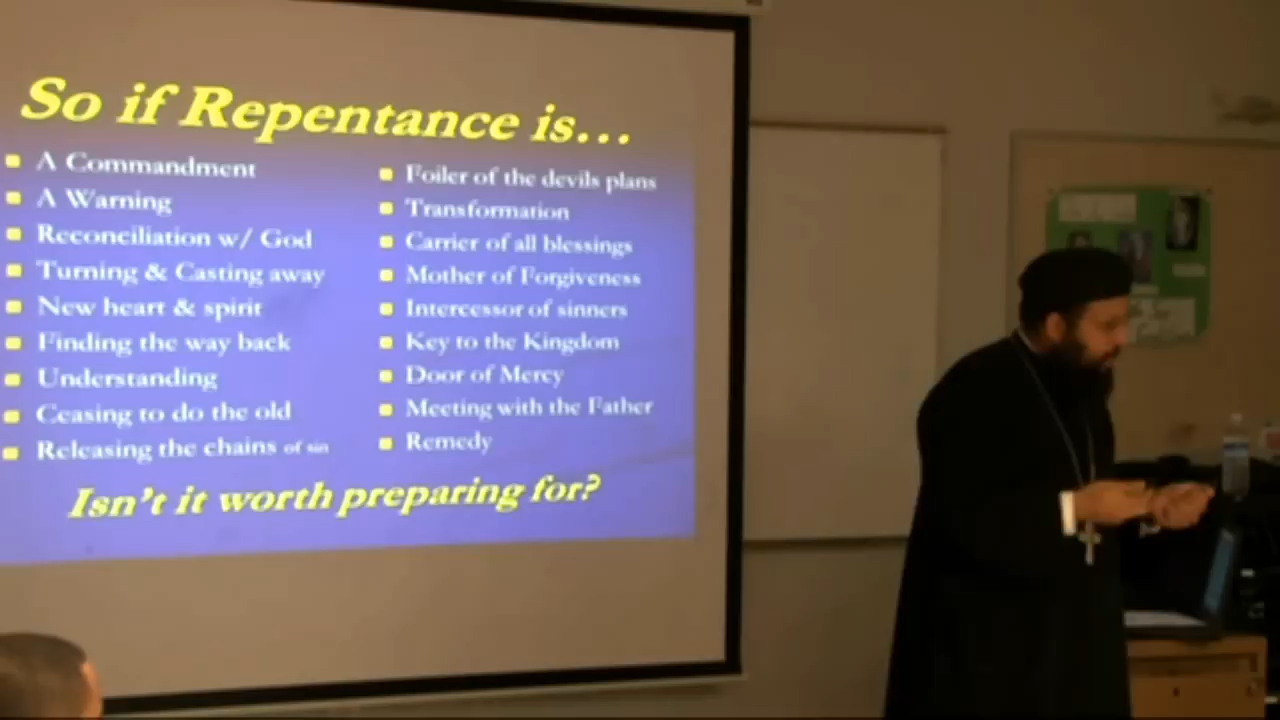 So if Repentance is...
A Commandment
A Warning
Reconciliation w/ God
Turning & Casting away
New heart & spirit
Finding the way back
Understanding
Ceasing to do the old
Releasing the chains of sin
Foiler of the devils plans
Transformation
Carrier of all blessings
Mother of Forgiveness
Intercessor of sinners
Key to the Kingdom
Door of Mercy
Meeting with the Father
Remedy
Isn't it worth preparing for?